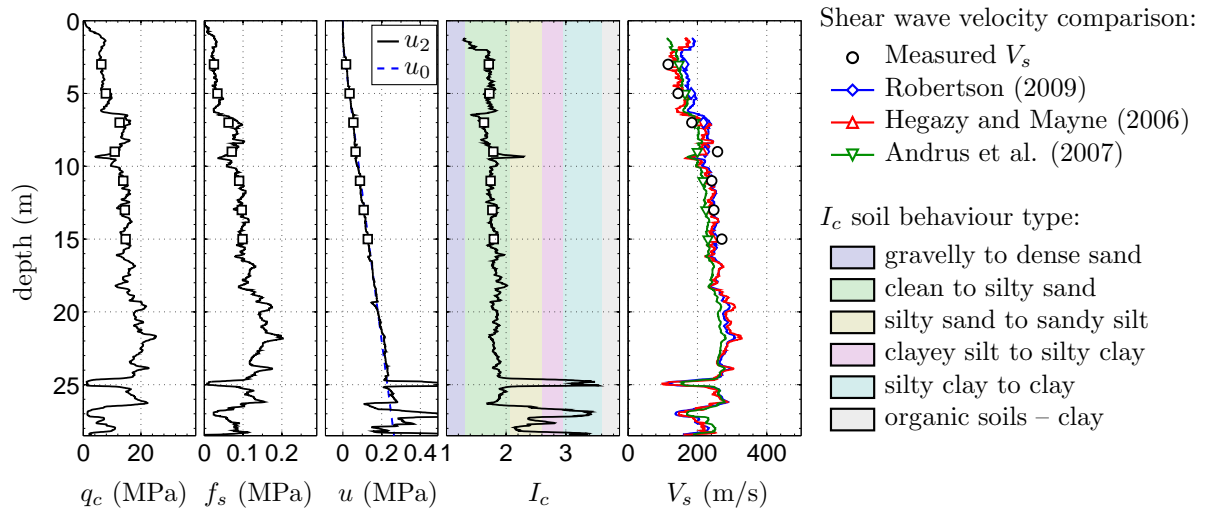 0
5
10
15
20
25
depth (m)
0 20 40
q_c (MPa)
0 0.1 0.2
f_s (MPa)
u_2
u_0
0 0.2 0.4
u (MPa)
1 2 3
I_c
0 200 400
V_s (m/s)
Shear wave velocity comparison:
Measured V_s
Robertson (2009)
Hegazy and Mayne (2006)
Andrus et al. (2007)
I_c soil behaviour type:
gravelly to dense sand
clean to silty sand
silty sand to sandy silt
clayey silt to silty clay
silty clay to clay
organic soils – clay